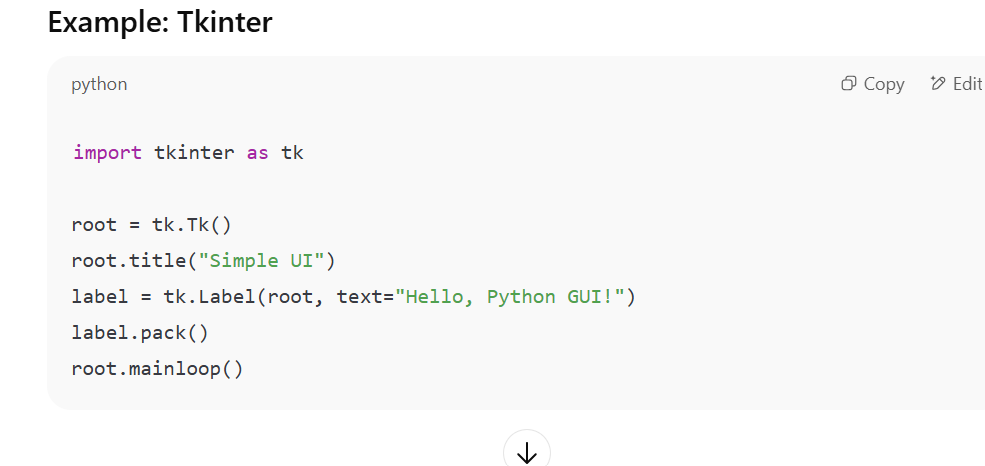 Example: Tkinter
python
Copy
Edit
import tkinter as tk
root = tk.Tk()
root.title("Simple UI")
label = tk.Label(root, text="Hello, Python GUI!")
label.pack()
root.mainloop()